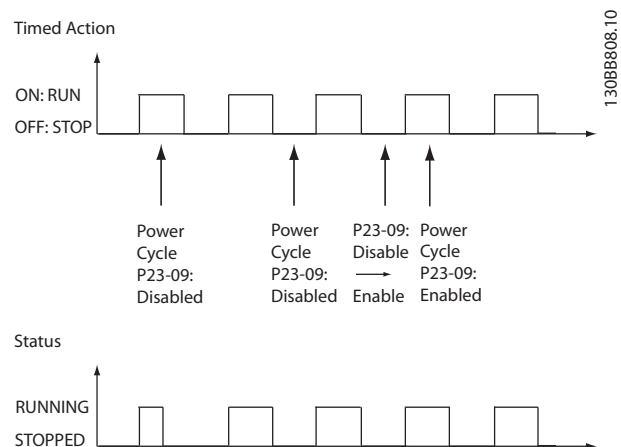 Timed Action
130BB808.10
ON: RUN
OFF: STOP
Power
Cycle
P23-09:
Disabled
Power
Cycle
P23-09:
Disabled
P23-09:
Disable
Enable
Power
Cycle
P23-09:
Enabled
Status
RUNNING
STOPPED